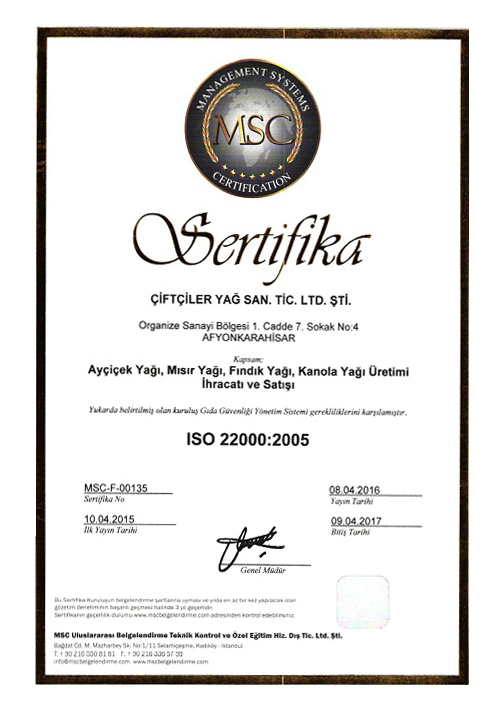 MANAGEMENT SYSTEMS
MSC
CERTIFICATION
Sertifika
ÇİFTÇİLER YAĞ SAN. TİC. LTD. ŞTİ.
Organize Sanayi Bölgesi 1. Cadde 7. Sokak No:4
AFYONKARAHİSAR
Kapsam;
Ayçiçek Yağı, Mısır Yağı, Fındık Yağı, Kanola Yağı Üretimi
İhracatı ve Satışı
Yukarda belirtilmiş olan kuruluş Gıda Güvenliği Yönetim Sistemi gerekliliklerini karşılamıştır.
ISO 22000:2005
MSC-F-00135
Sertifika No
08.04.2016
Yayın Tarihi
10.04.2015
İlk Yayın Tarihi
09.04.2017
Bitiş Tarihi
Genel Müdür
Bu Sertifika Kuruluşun belgelendirme şartlarına uyması ve yılda en az bir kez yapılacak olan
gözetim denetiminin başarılı geçmesi halinde 3 yıl geçerlidir.
Sertifikanın geçerlilik durumu www.mscbelgelendirme.com adresinden kontrol edebilirsiniz.
MSC Uluslararası Belgelendirme Teknik Kontrol ve Özel Eğitim Hiz. Dış Tic. Ltd. Şti.
Bağdat Cd. M. Mazharbey Sk. No:1/11 Selamiçeşme, Kadıköy - İstanbul
T: + 90 216 550 81 81 F: + 90 216
info@mscbelgelendirme.com www.mscbelgelendirme.com